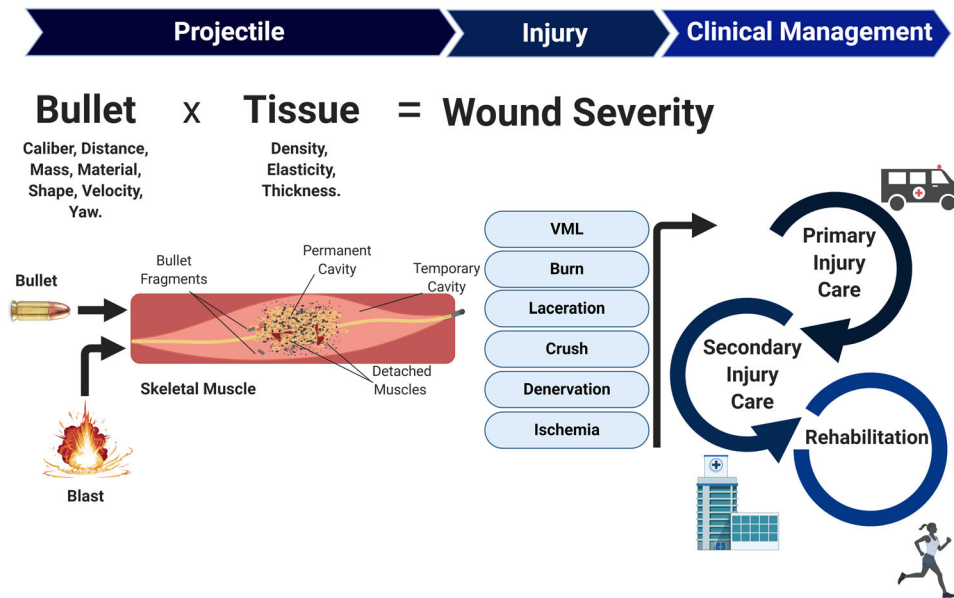 Projectile
Injury
Clinical Management
Bullet x Tissue = Wound Severity
Caliber, Distance,
Mass, Material,
Shape, Velocity,
Yaw.
Density,
Elasticity,
Thickness.
Bullet
Bullet
Fragments
Permanent
Cavity
Temporary
Cavity
Skeletal Muscle
Detached
Muscles
Blast
VML
Burn
Laceration
Crush
Denervation
Ischemia
Primary
Injury
Care
Secondary
Injury
Care
Rehabilitation